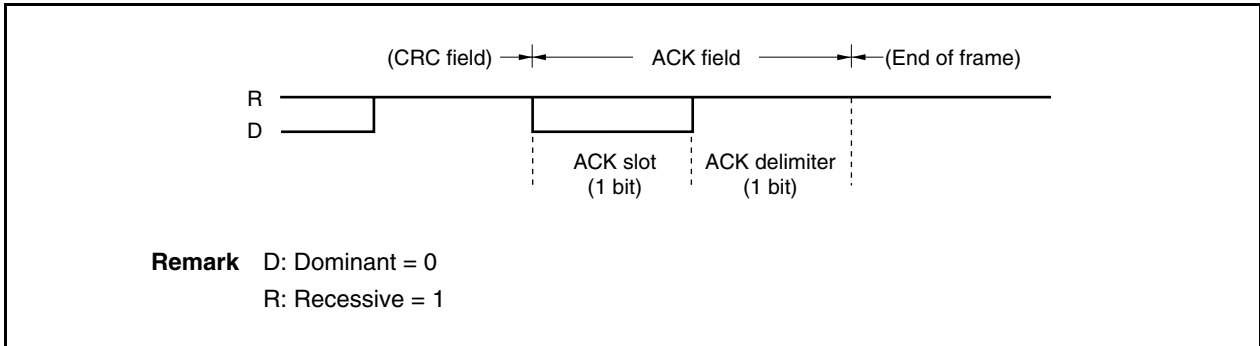 (CRC field) ACK field (End of frame)
R
D
ACK slot ACK delimiter
(1 bit) (1 bit)
Remark D: Dominant = 0
R: Recessive = 1